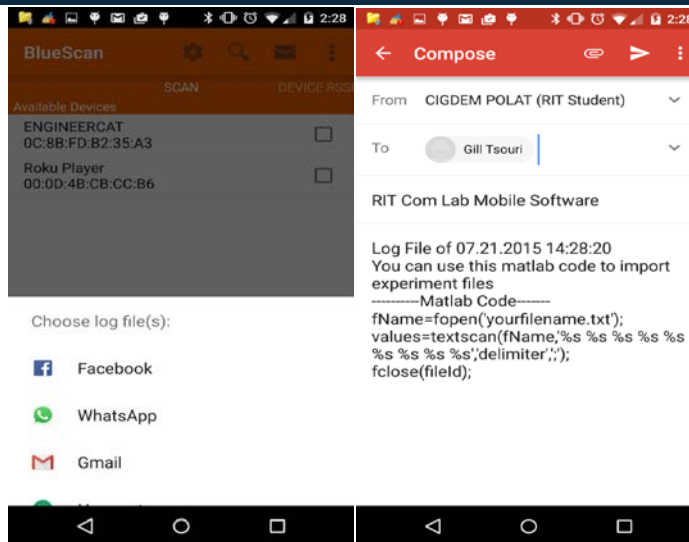 2:28
BlueScan
SCAN
DEVICE RSSI
Available Devices
ENGINEERCAT
0C:8B:FD:B2:35:A3
Roku Player
00:0D:4B:CB:CC:B6
Choose log file(s):
Facebook
WhatsApp
Gmail
2:28
Compose
From CIGDEM POLAT (RIT Student)
To Gill Tsouri
RIT Com Lab Mobile Software
Log File of 07.21.2015 14:28:20
You can use this matlab code to import
experiment files
----------Matlab Code-------
fName=fopen('yourfilename.txt');
values=textscan(fName,'%s %s %s %s %s
%s %s %s %s','delimiter',';');
fclose(fileId);